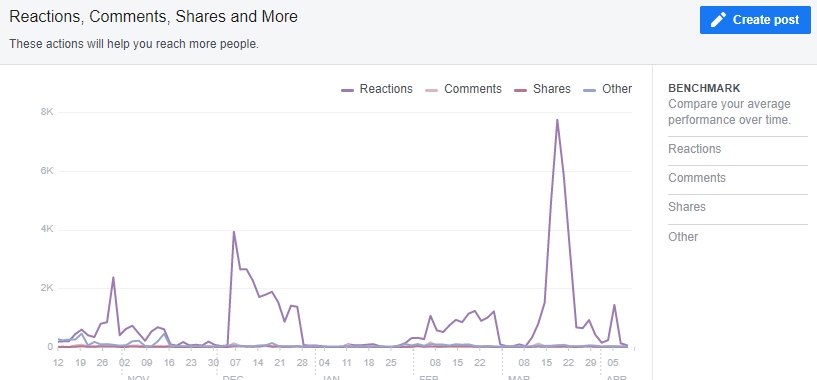 Reactions, Comments, Shares and More
These actions will help you reach more people.
Create post
Reactions Comments Shares Other
8K
6K
4K
2K
0
12 19 26 02 09 16 23 30 07 14 21 28 04 11 18 25 08 15 22 08 15 22 29 05
NOV DEC JAN FEB MAR APR
BENCHMARK
Compare your average
performance over time.
Reactions
Comments
Shares
Other